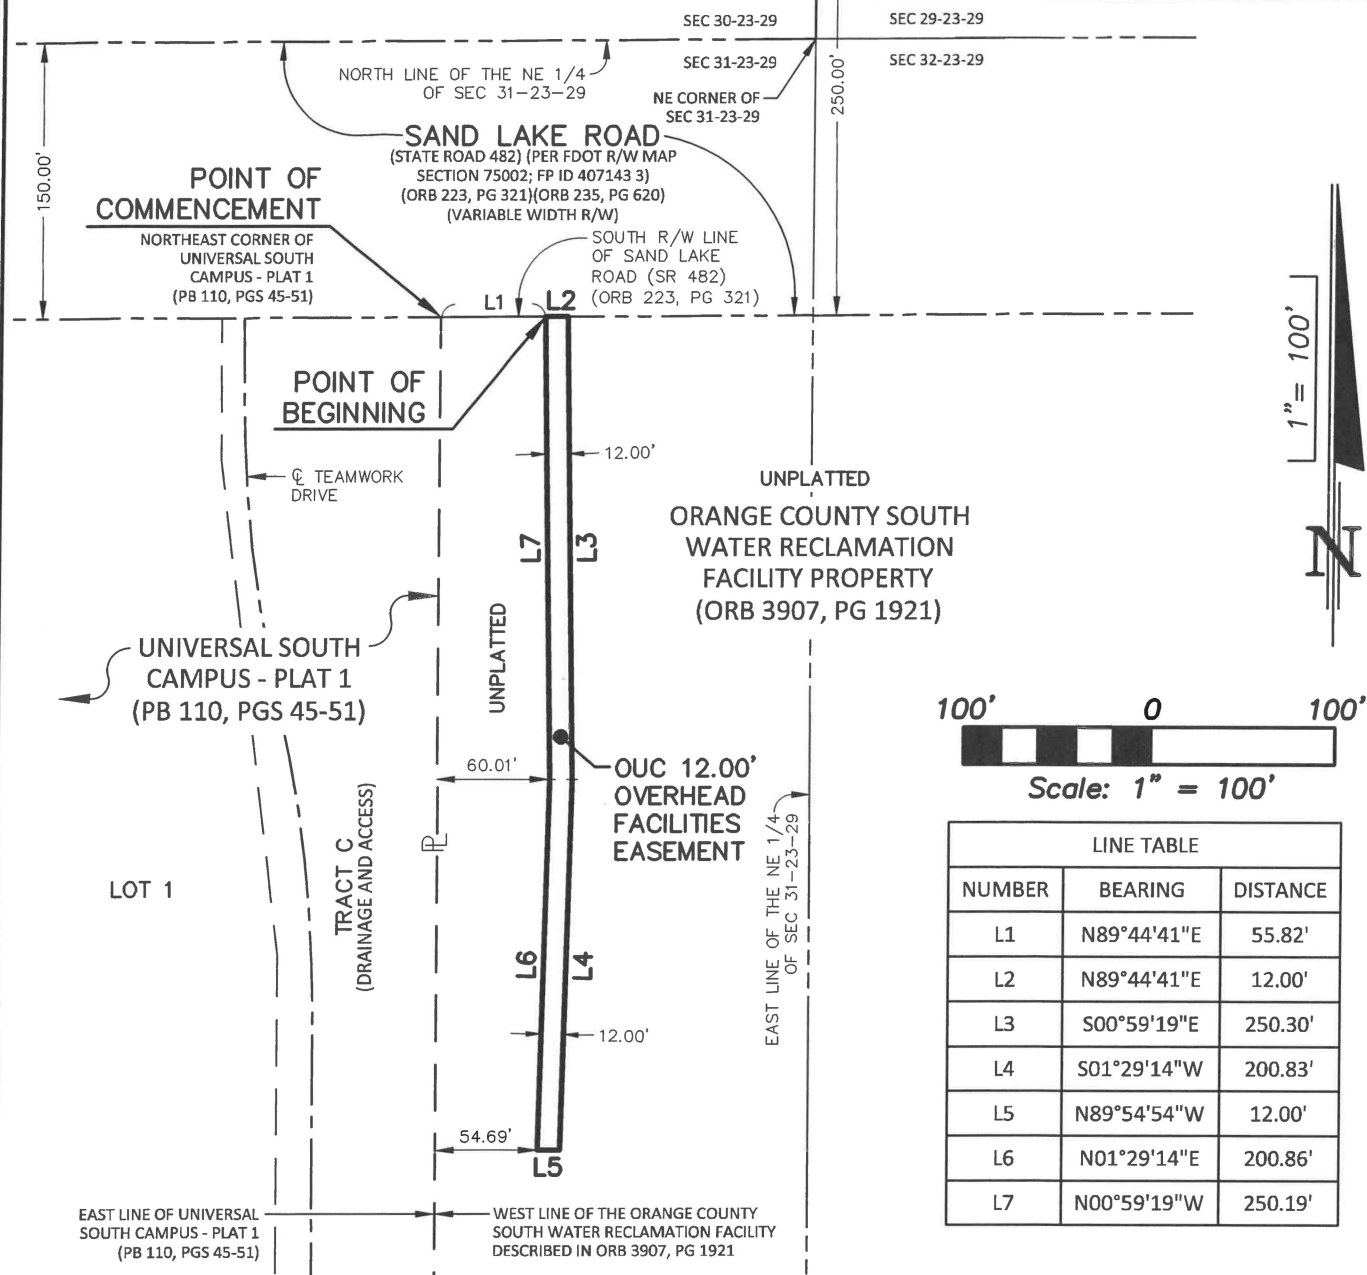 SEC 30-23-29
SEC 29-23-29
SEC 31-23-29
SEC 32-23-29
NORTH LINE OF THE NE 1/4
OF SEC 31-23-29
NE CORNER OF
SEC 31-23-29
150.00'
250.00'
SAND LAKE ROAD
(STATE ROAD 482) (PER FDOT R/W MAP
SECTION 75002; FP ID 407143 3)
(ORB 223, PG 321)(ORB 235, PG 620)
(VARIABLE WIDTH R/W)
POINT OF
COMMENCEMENT
NORTHEAST CORNER OF
UNIVERSAL SOUTH
CAMPUS - PLAT 1
(PB 110, PGS 45-51)
SOUTH R/W LINE
OF SAND LAKE
ROAD (SR 482)
(ORB 223, PG 321)
L1
L2
POINT OF
BEGINNING
12.00'
℄ TEAMWORK
DRIVE
UNPLATTED
ORANGE COUNTY SOUTH
WATER RECLAMATION
FACILITY PROPERTY
(ORB 3907, PG 1921)
1"= 100'
N
L7
L3
UNPLATTED
UNIVERSAL SOUTH
CAMPUS - PLAT 1
(PB 110, PGS 45-51)
60.01'
OUC 12.00'
OVERHEAD
FACILITIES
EASEMENT
100'
0
100'
Scale: 1" = 100'
EAST LINE OF THE NE 1/4
OF SEC 31-23-29
PL
TRACT C
(DRAINAGE AND ACCESS)
LOT 1
L6
L4
12.00'
54.69'
L5
EAST LINE OF UNIVERSAL
SOUTH CAMPUS - PLAT 1
(PB 110, PGS 45-51)
WEST LINE OF THE ORANGE COUNTY
SOUTH WATER RECLAMATION FACILITY
DESCRIBED IN ORB 3907, PG 1921
LINE TABLE
NUMBER BEARING DISTANCE
L1 N89°44'41"E 55.82'
L2 N89°44'41"E 12.00'
L3 S00°59'19"E 250.30'
L4 S01°29'14"W 200.83'
L5 N89°54'54"W 12.00'
L6 N01°29'14"E 200.86'
L7 N00°59'19"W 250.19'